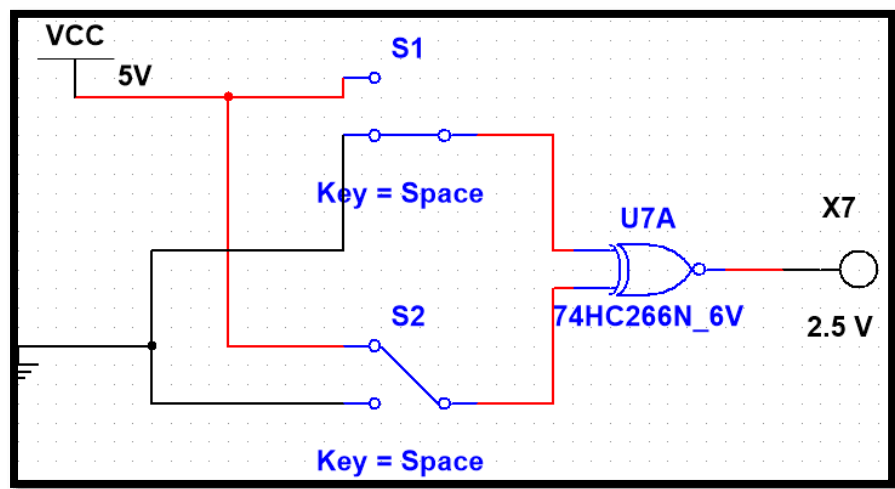 VCC
5V
S1
Key = Space
U7A
X7
74HC266N_6V
2.5 V
S2
Key = Space